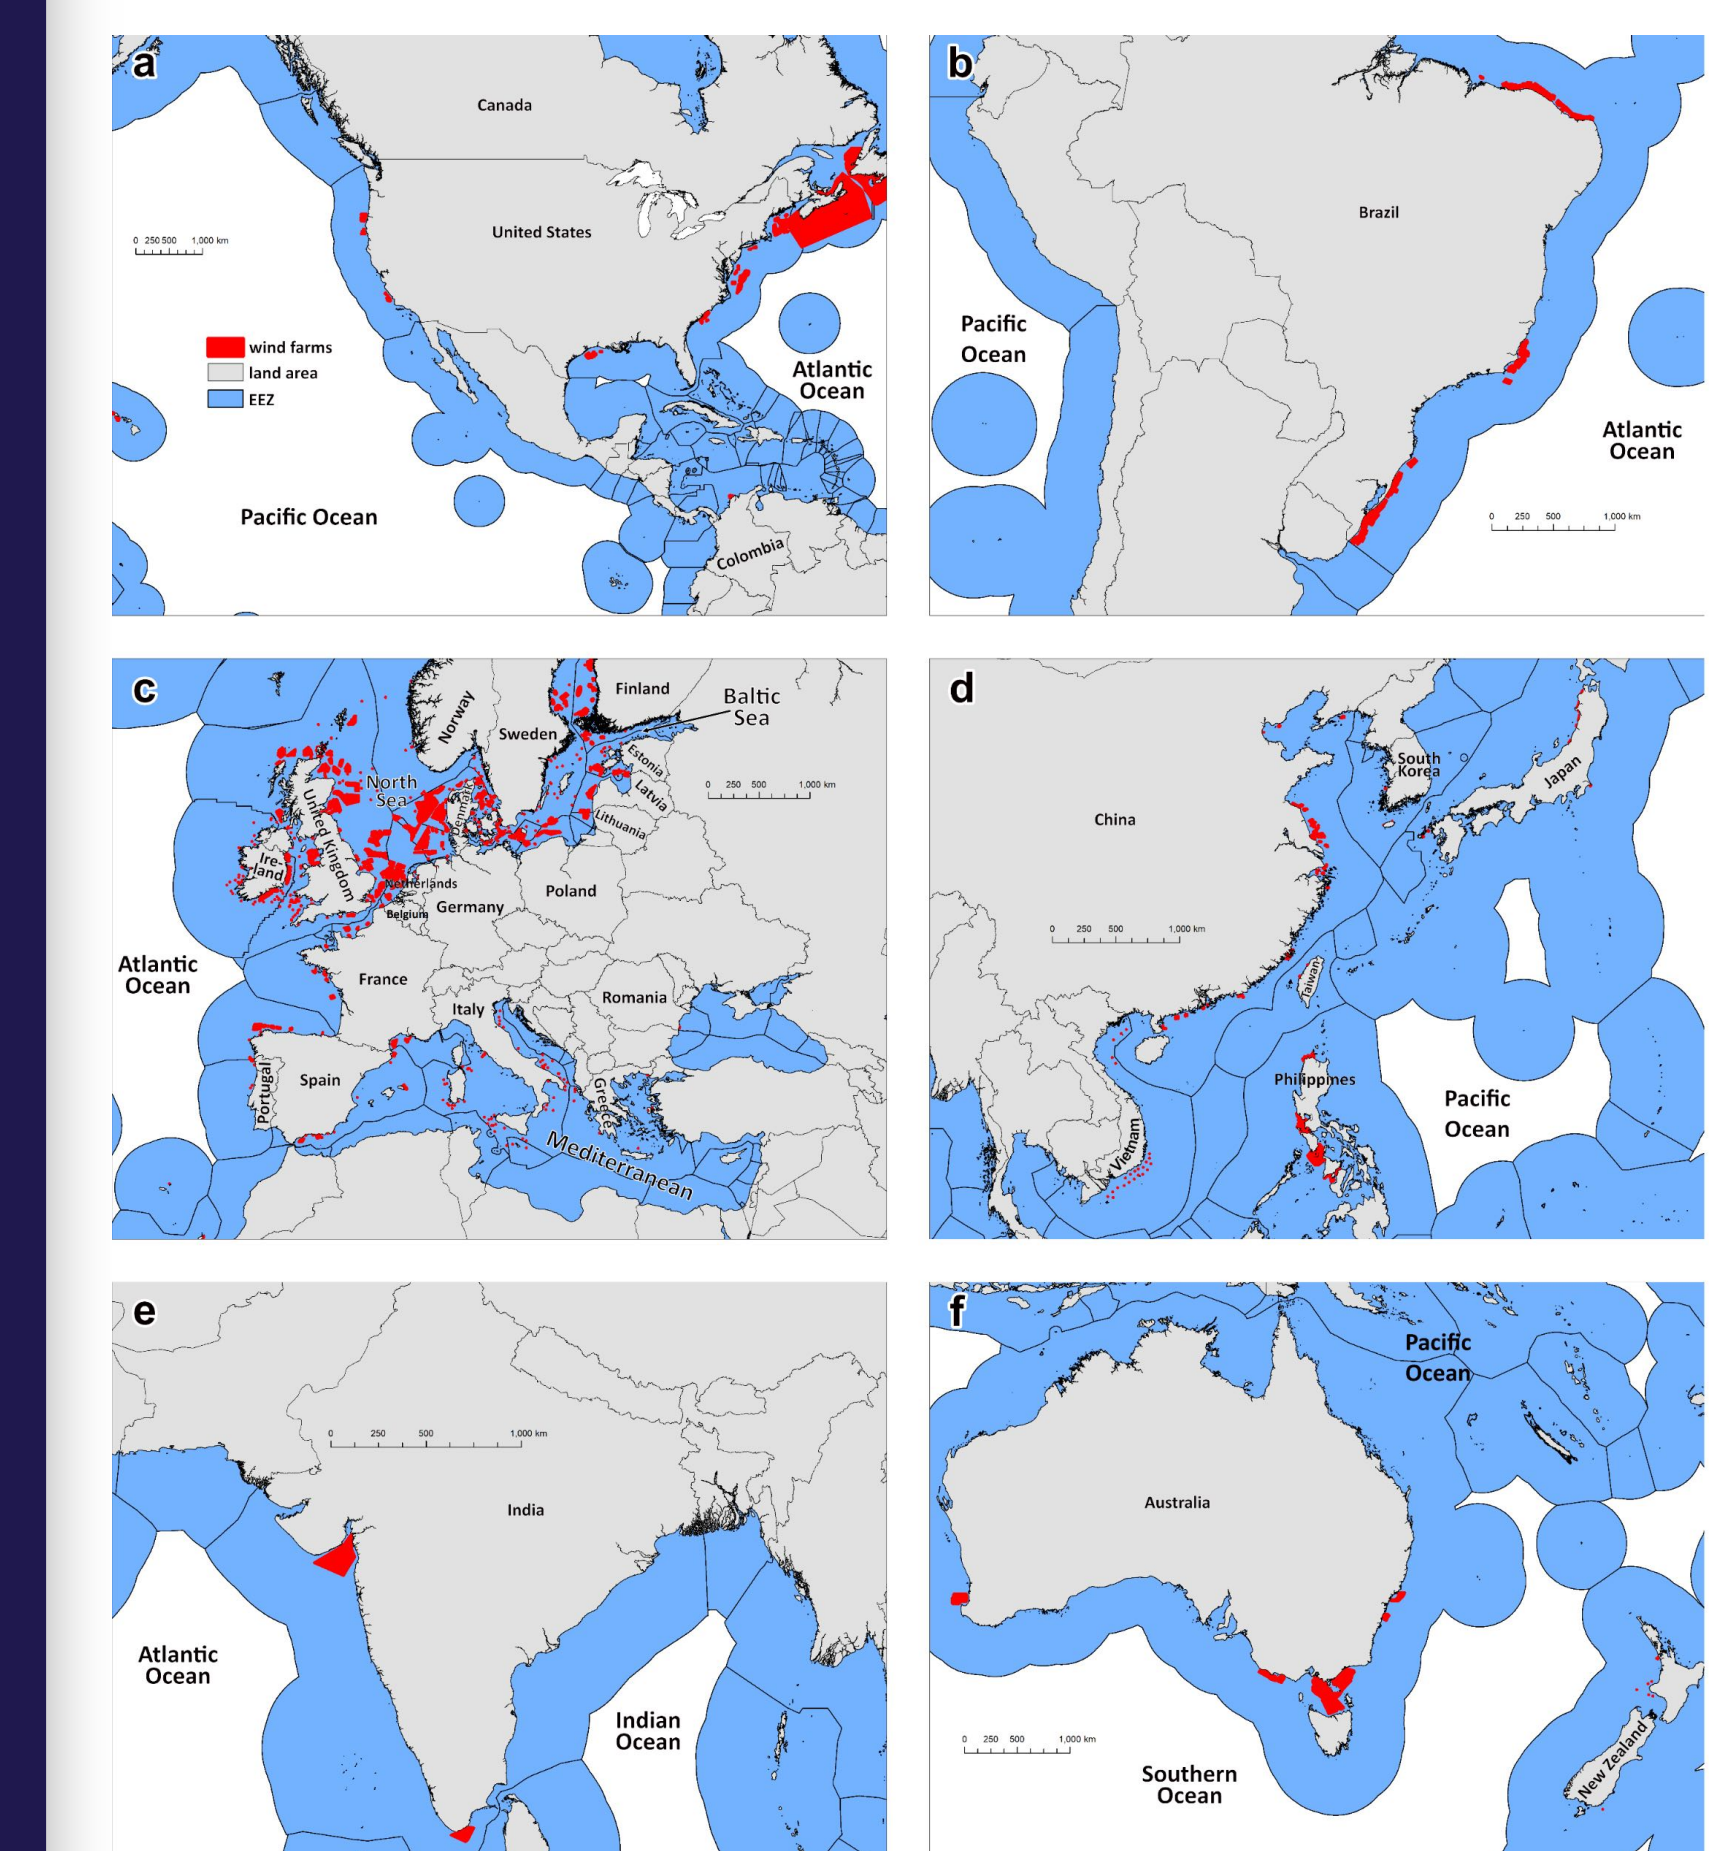 a
Canada
United States
0 250 500 1,000 km
wind farms
land area
EEZ
Atlantic
Ocean
Pacific Ocean
Colombia
b
Brazil
Pacific
Ocean
Atlantic
Ocean
0 250 500 1,000 km
c
Norway
Sweden
Finland
Baltic
Sea
Estonia
Latvia
Lithuania
0 250 500 1,000 km
North
Sea
Denmark
United Kingdom
Ire-
land
Netherlands
Belgium
Germany
Poland
Atlantic
Ocean
France
Italy
Romania
Portugal
Spain
Greece
Mediterranean
d
South
Korea
Japan
China
0 250 500 1,000 km
Taiwan
Philippines
Vietnam
Pacific
Ocean
e
0 250 500 1,000 km
India
Atlantic
Ocean
Indian
Ocean
f
Pacific
Ocean
Australia
0 250 500 1,000 km
Southern
Ocean
New Zealand